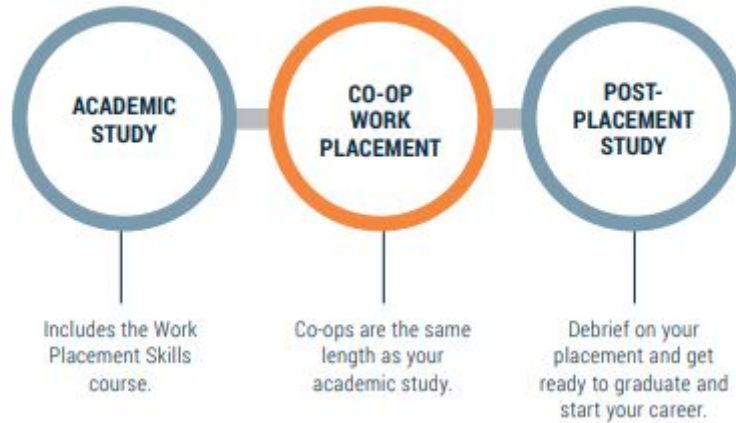 ACADEMIC
STUDY
CO-OP
WORK
PLACEMENT
POST-
PLACEMENT
STUDY
Includes the Work
Placement Skills
course.
Co-ops are the same
length as your
academic study.
Debrief on your
placement and get
ready to graduate and
start your career.